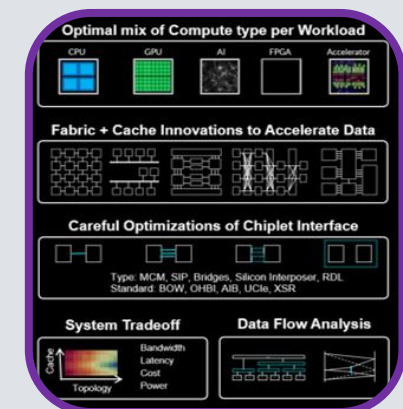 Optimal mix of Compute type per Workload
CPU GPU AI FPGA Accelerator
Fabric + Cache Innovations to Accelerate Data
Careful Optimizations of Chiplet Interface
Type: MCM, SIP, Bridges, Silicon Interposer, RDL
Standard: BOW, OHBI, AIB, UCIe, XSR
System Tradeoff
Cache
Topology
Bandwidth
Latency
Cost
Power
Data Flow Analysis